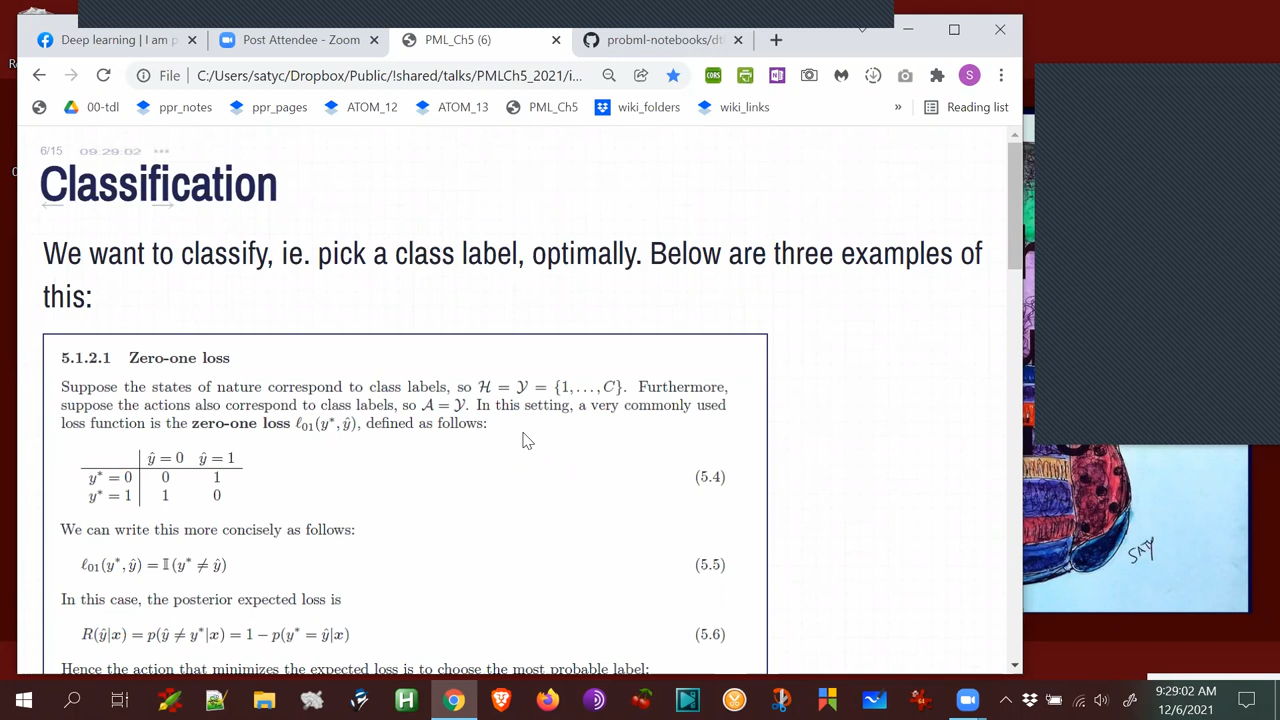 Deep learning | I am p
Post Attendee - Zoom
PML_Ch5 (6)
probml-notebooks/dt
File
C:/Users/satyc/Dropbox/Public/!shared/talks/PMLCh5_2021/i...
CORS
S
00-tdl
ppr_notes
ppr_pages
ATOM_12
ATOM_13
PML_Ch5
wiki_folders
wiki_links
»
Reading list
6/15 09:29:02 •••
Classification
We want to classify, ie. pick a class label, optimally. Below are three examples of
this:
5.1.2.1 Zero-one loss
Suppose the states of nature correspond to class labels, so ℋ = 𝒴 = {1, . . . , C}. Furthermore,
suppose the actions also correspond to class labels, so 𝒜 = 𝒴. In this setting, a very commonly used
loss function is the zero-one loss ℓ₀₁(y*, ŷ), defined as follows:
ŷ = 0 ŷ = 1
y* = 0 0 1 (5.4)
y* = 1 1 0
We can write this more concisely as follows:
ℓ₀₁(y*, ŷ) = 𝕀 (y* ≠ ŷ) (5.5)
In this case, the posterior expected loss is
R(ŷ|x) = p(ŷ ≠ y*|x) = 1 − p(y* = ŷ|x) (5.6)
Hence the action that minimizes the expected loss is to choose the most probable label:
SATY
9:29:02 AM
12/6/2021